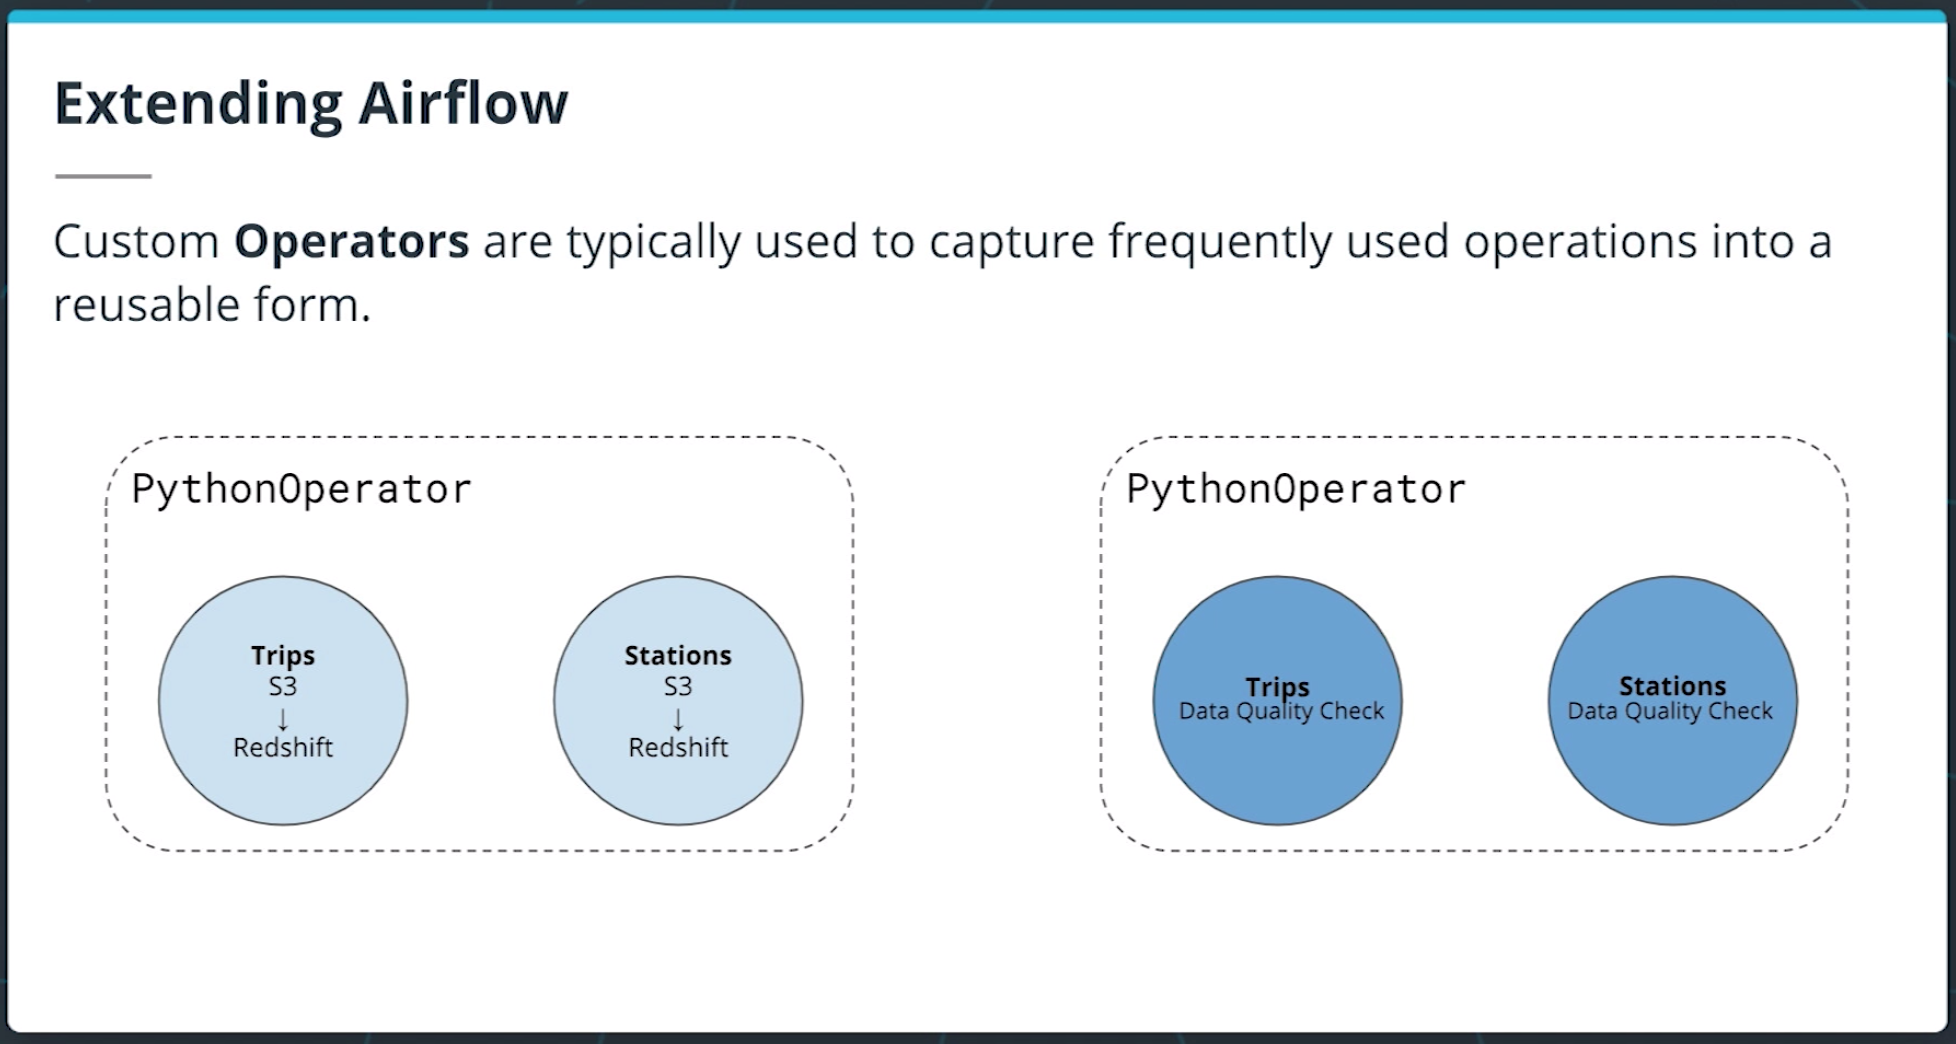 Extending Airflow
Custom Operators are typically used to capture frequently used operations into a
reusable form.
PythonOperator
Trips
S3
↓
Redshift
Stations
S3
↓
Redshift
PythonOperator
Trips
Data Quality Check
Stations
Data Quality Check